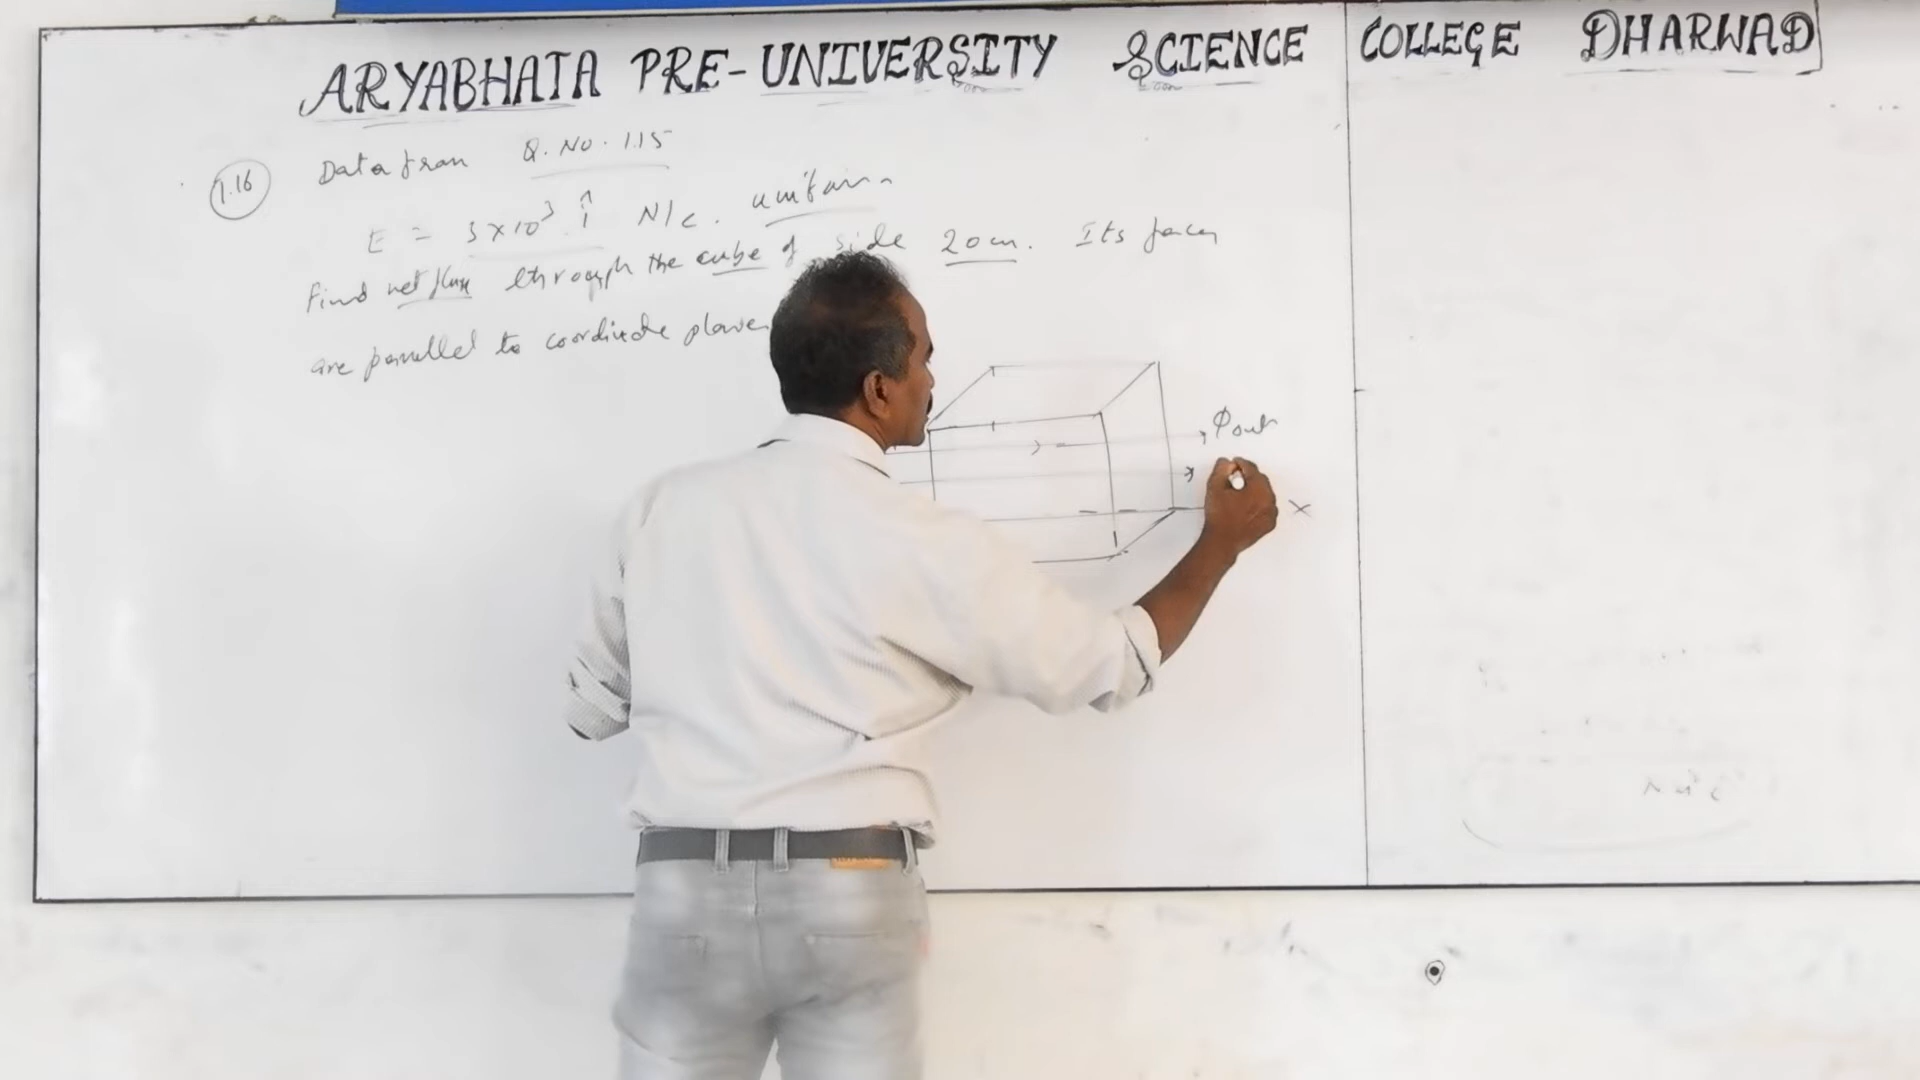 ARYABHATA PRE-UNIVERSITY SCIENCE COLLEGE DHARWAD
1.16 Data from Q.No. 1.15
E = 3×10³ î N/C. uniform
Find net flux through the cube of side 20cm. Its faces
are parallel to coordinate planes
Φout
X